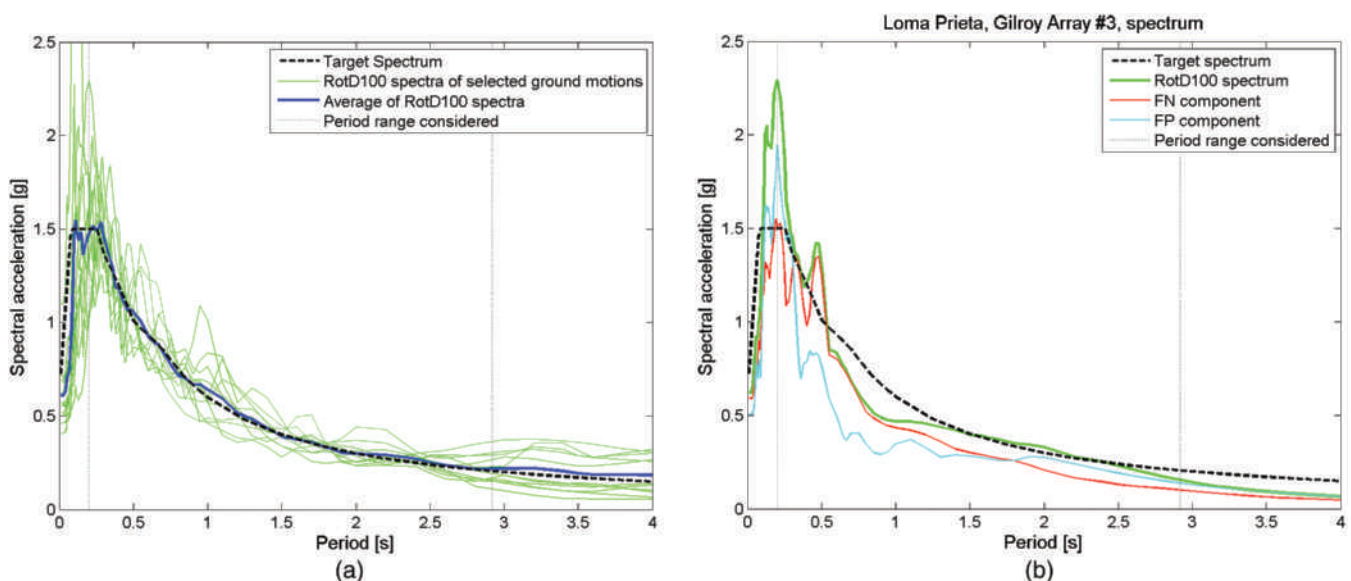 2.5
2
1.5
1
0.5
0
Spectral acceleration [g]
Target Spectrum
RotD100 spectra of selected ground motions
Average of RotD100 spectra
Period range considered
0 0.5 1 1.5 2 2.5 3 3.5 4
Period [s]
(a)
Loma Prieta, Gilroy Array #3, spectrum
2.5
2
1.5
1
0.5
0
Spectral acceleration [g]
Target spectrum
RotD100 spectrum
FN component
FP component
Period range considered
0 0.5 1 1.5 2 2.5 3 3.5 4
Period [s]
(b)